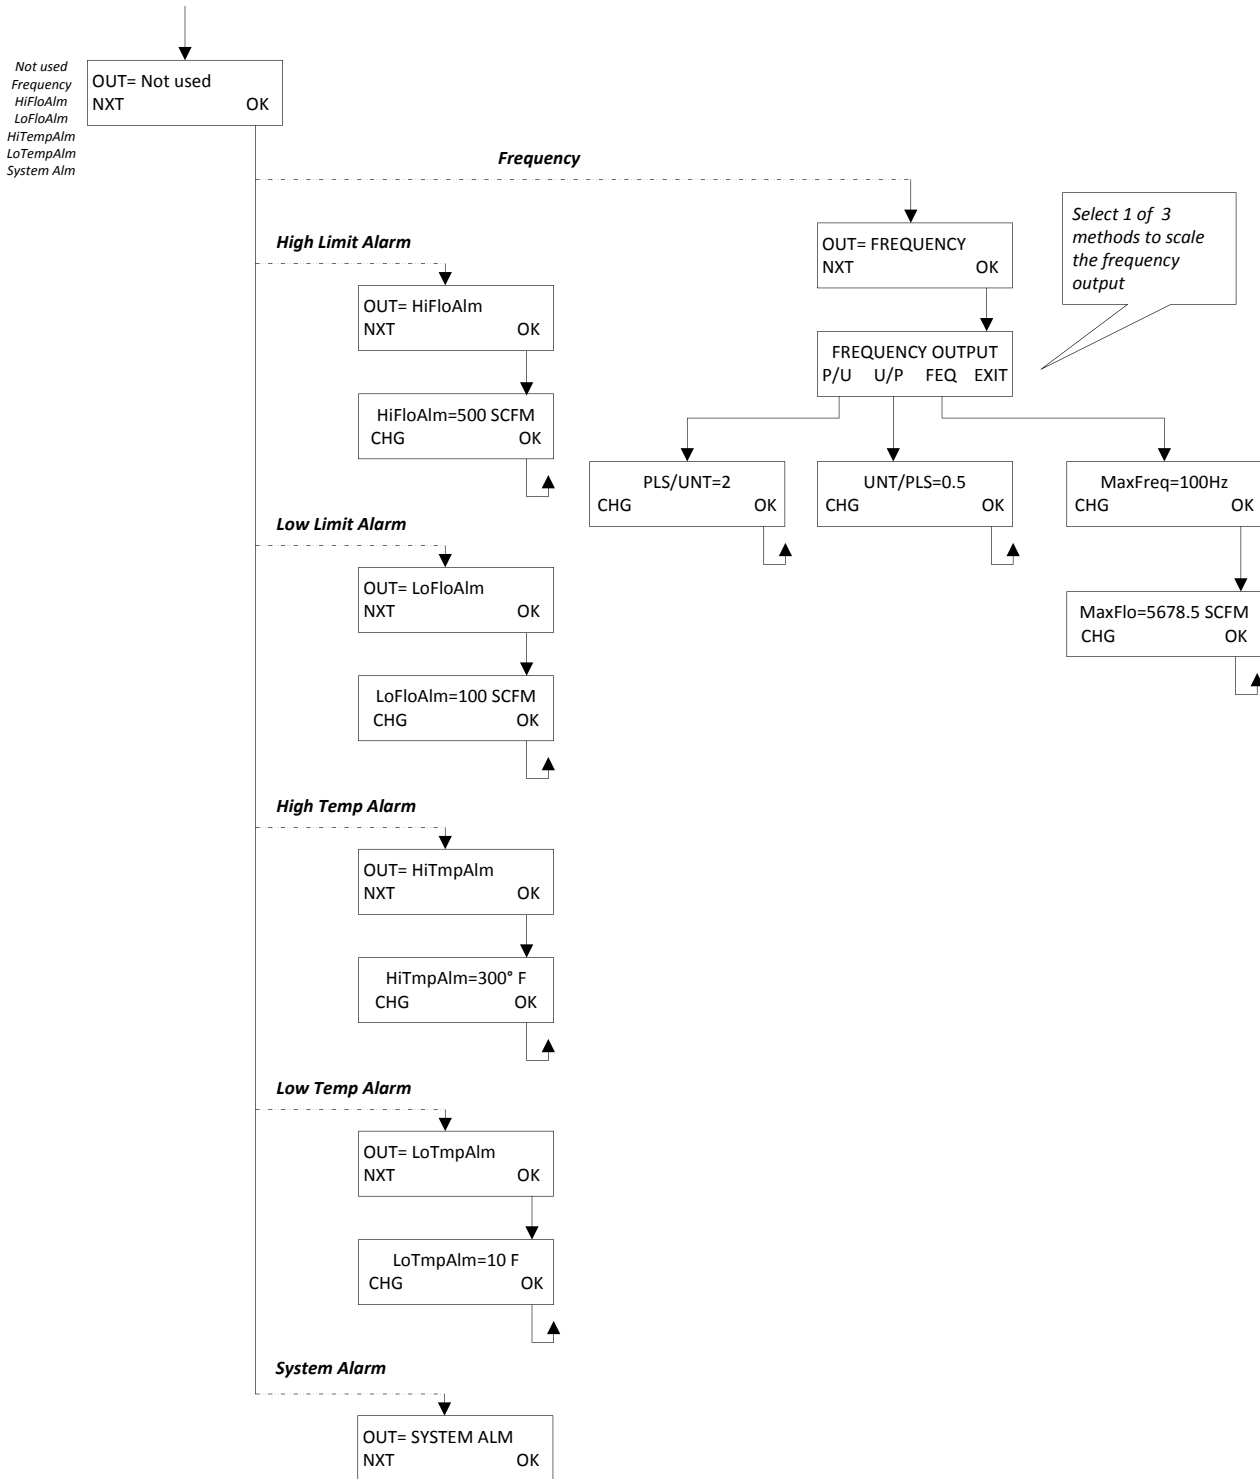 Not used
Frequency
HiFloAlm
LoFloAlm
HiTempAlm
LoTempAlm
System Alm
OUT= Not used
NXT OK
Frequency
Select 1 of 3
methods to scale
the frequency
output
OUT= FREQUENCY
NXT OK
FREQUENCY OUTPUT
P/U U/P FEQ EXIT
PLS/UNT=2
CHG OK
UNT/PLS=0.5
CHG OK
MaxFreq=100Hz
CHG OK
MaxFlo=5678.5 SCFM
CHG OK
High Limit Alarm
OUT= HiFloAlm
NXT OK
HiFloAlm=500 SCFM
CHG OK
Low Limit Alarm
OUT= LoFloAlm
NXT OK
LoFloAlm=100 SCFM
CHG OK
High Temp Alarm
OUT= HiTmpAlm
NXT OK
HiTmpAlm=300° F
CHG OK
Low Temp Alarm
OUT= LoTmpAlm
NXT OK
LoTmpAlm=10 F
CHG OK
System Alarm
OUT= SYSTEM ALM
NXT OK